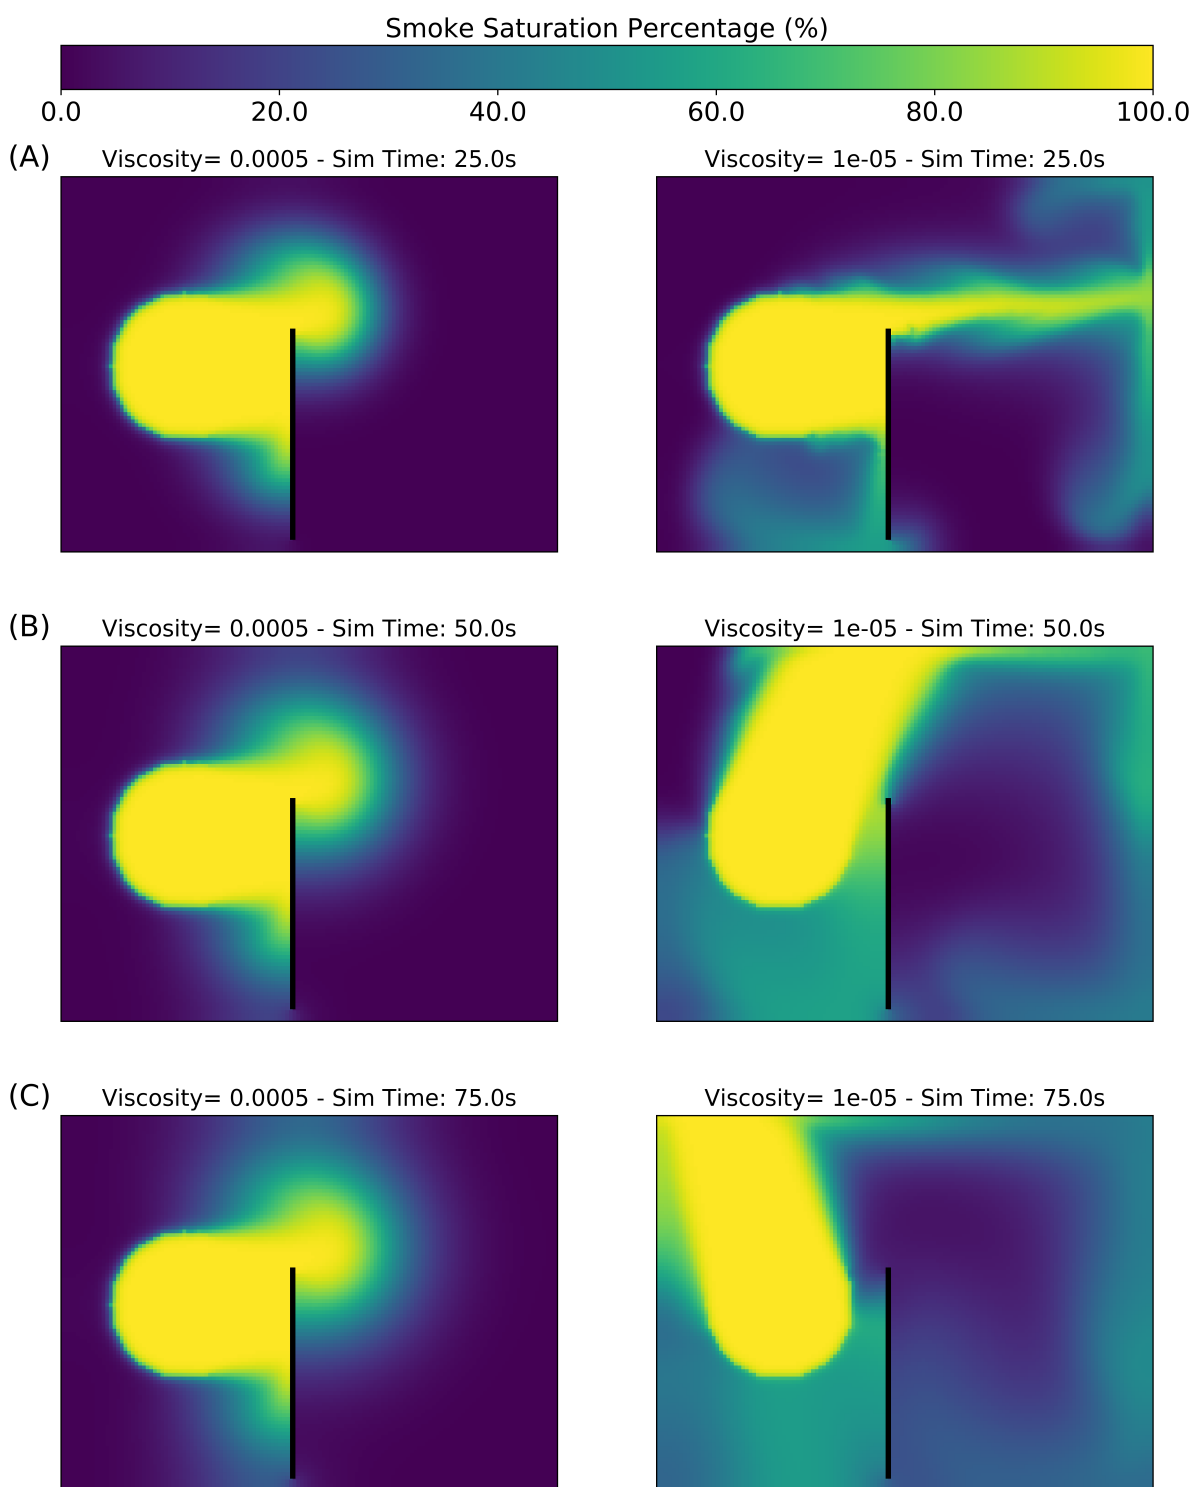 Smoke Saturation Percentage (%)
0.0 20.0 40.0 60.0 80.0 100.0
(A) Viscosity= 0.0005 - Sim Time: 25.0s Viscosity= 1e-05 - Sim Time: 25.0s
(B) Viscosity= 0.0005 - Sim Time: 50.0s Viscosity= 1e-05 - Sim Time: 50.0s
(C) Viscosity= 0.0005 - Sim Time: 75.0s Viscosity= 1e-05 - Sim Time: 75.0s